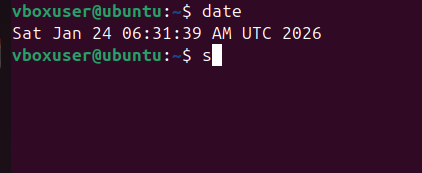 vboxuser@ubuntu:~$ date
Sat Jan 24 06:31:39 AM UTC 2026
vboxuser@ubuntu:~$ s